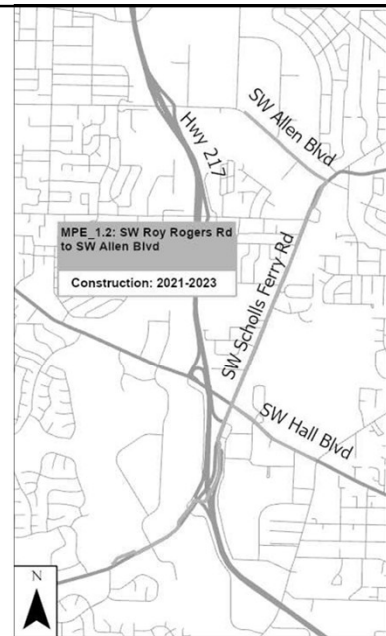 SW Allen Blvd
Hwy 217
MPE_1.2: SW Roy Rogers Rd
to SW Allen Blvd
Construction: 2021-2023
SW Scholls Ferry Rd
SW Hall Blvd
N